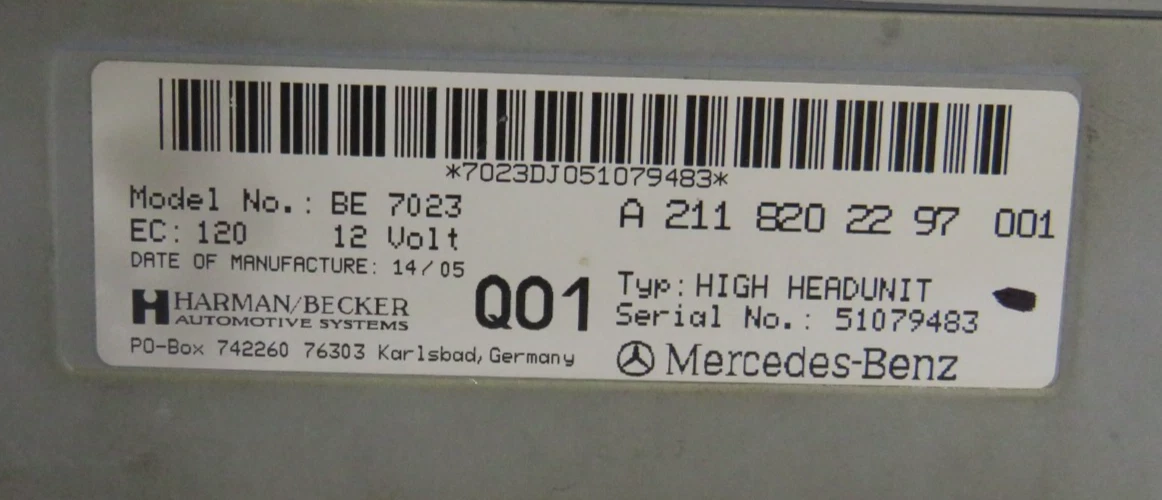 *7023DJ051079483*
Model No.: BE 7023
A 211 820 22 97 001
EC: 120 12 Volt
DATE OF MANUFACTURE: 14/05
Q01
Typ: HIGH HEADUNIT
HARMAN/BECKER
AUTOMOTIVE SYSTEMS
Serial No.: 51079483
PO-Box 742260 76303 Karlsbad, Germany
Mercedes-Benz